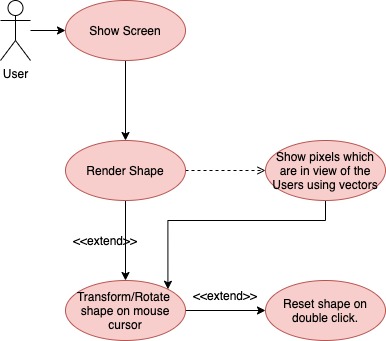 Show Screen
User
Render Shape
Show pixels which
are in view of the
Users using vectors
<<extend>>
Transform/Rotate
shape on mouse
cursor
<<extend>>
Reset shape on
double click.